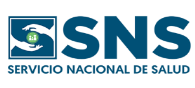 SNS
SERVICIO NACIONAL DE SALUD